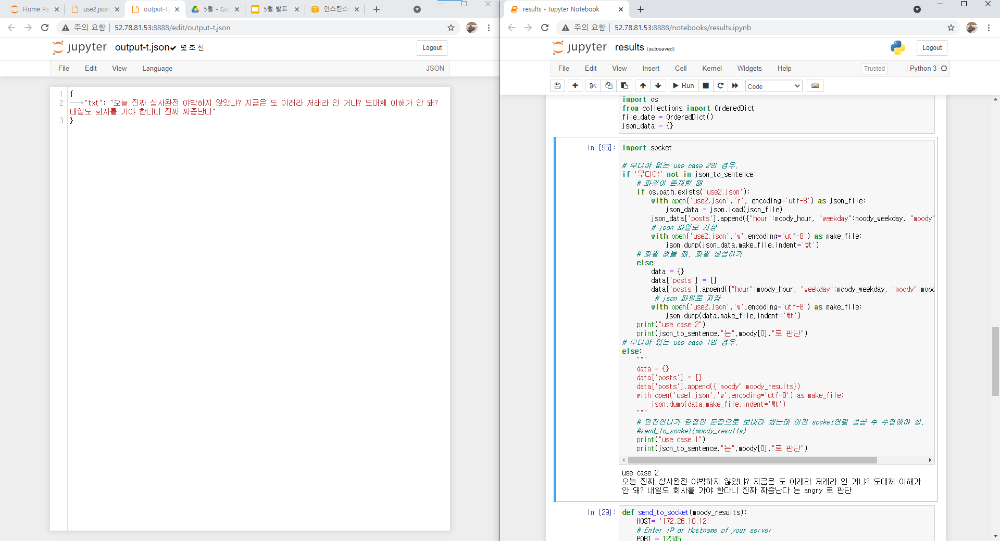 Home Pa
use2.json
output-t.j
5월 - Goo
5월 발표
인스턴스
주의 요함
52.78.81.53:8888/edit/output-t.json
jupyter
output-t.json
몇 초 전
Logout
File Edit View Language
JSON
1 {
2 "txt": "오늘 진짜 상사완전 야박하지 않았냐? 지금은 또 이래라 저래라 인 거냐? 도대체 이해가 안 돼?
내일도 회사를 가야 한다니 진짜 짜증난다"
3 }
results - Jupyter Notebook
주의 요함
52.78.81.53:8888/notebooks/results.ipynb
jupyter
results (autosaved)
Logout
File Edit View Insert Cell Kernel Widgets Help
Trusted
Python 3
Run
Code
import os
from collections import OrderedDict
file_date = OrderedDict()
json_data = {}
In [95]:
import socket
# 무디야 없는 use case 2인 경우.
if '무디야' not in json_to_sentence:
# 파일이 존재할 때
if os.path.exists('use2.json'):
with open('use2.json','r', encoding='utf-8') as json_file:
json_data = json.load(json_file)
json_data['posts'].append({"hour":moody_hour, "weekday":moody_weekday, "moody"
# json 파일로 저장
with open('use2.json','w',encoding='utf-8') as make_file:
json.dump(json_data,make_file,indent='₩t')
# 파일 없을 때, 파일 생성하기
else:
data = {}
data['posts'] = []
data['posts'].append({"hour":moody_hour, "weekday":moody_weekday, "moody":mood
# json 파일로 저장
with open('use2.json','w',encoding='utf-8') as make_file:
json.dump(data,make_file,indent='₩t')
print("use case 2")
print(json_to_sentence,"는",moody[0],"로 판단")
# 무디야 있는 use case 1인 경우.
else:
"""
data = {}
data['posts'] = []
data['posts'].append({"moody":moody_results})
with open('use1.json','w',encoding='utf-8') as make_file:
json.dump(data,make_file,indent='₩t')
"""
# 민진언니가 감정만 문장으로 보내라 했는데 이건 socket연결 성공 후 수정해야 함.
#send_to_socket(moody_results)
print("use case 1")
print(json_to_sentence,"는",moody[0],"로 판단")
use case 2
오늘 진짜 상사완전 야박하지 않았냐? 지금은 또 이래라 저래라 인 거냐? 도대체 이해가
안 돼? 내일도 회사를 가야 한다니 진짜 짜증난다 는 angry 로 판단
In [29]:
def send_to_socket(moody_results):
HOST= '172.26.10.12'
# Enter IP or Hostname of your server
PORT = 12345